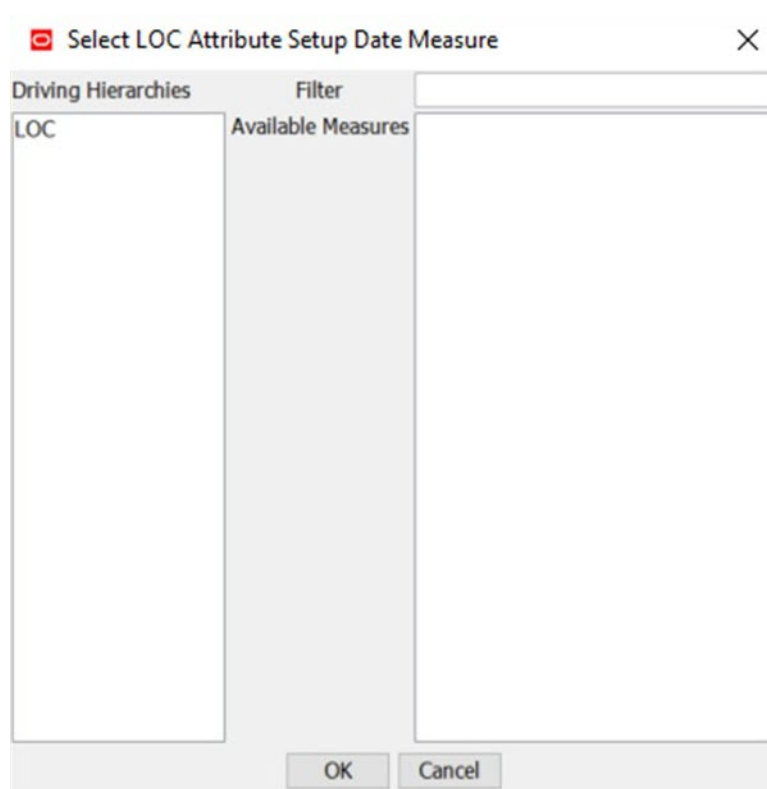 Select LOC Attribute Setup Date Measure
Driving Hierarchies Filter
LOC Available Measures
OK Cancel